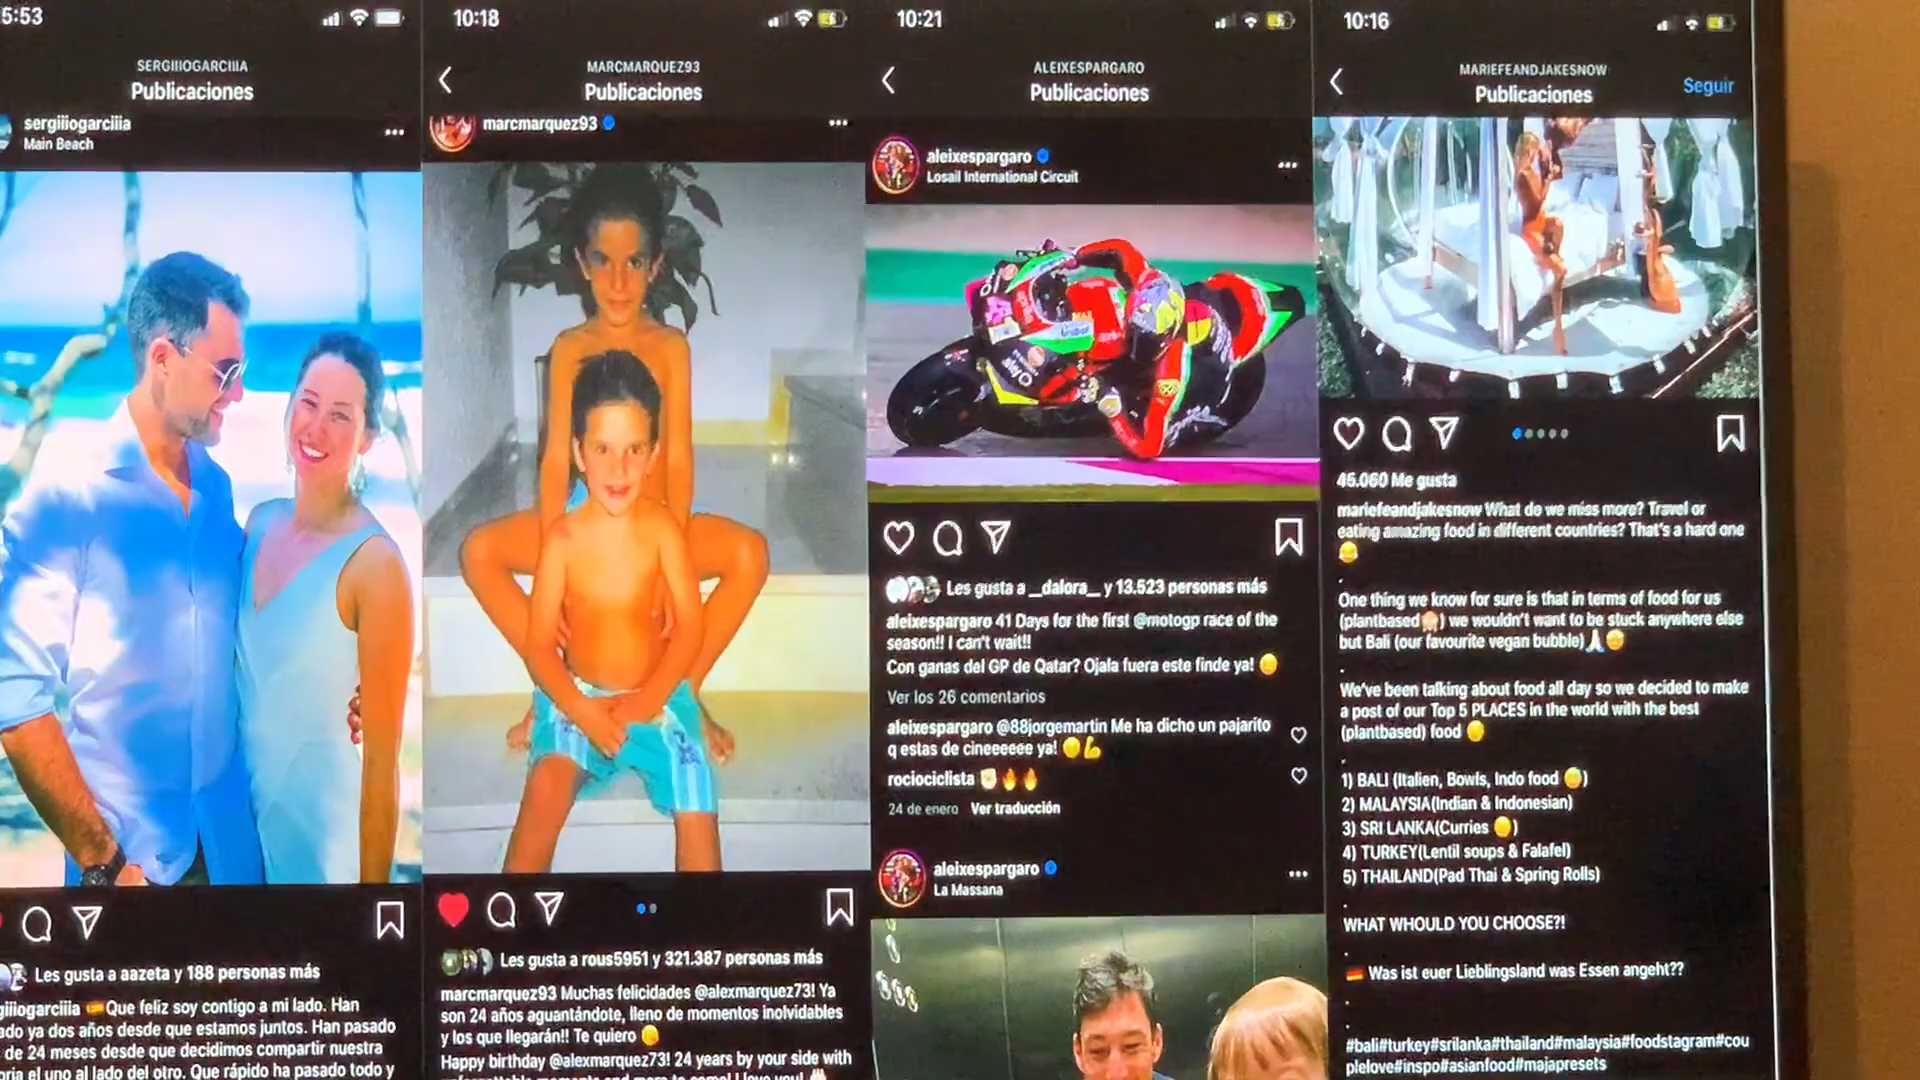 5:53
SERGIIIOGARCIIIA
Publicaciones
sergiiiogarciiia
Main Beach
Les gusta a aazeta y 188 personas más
giiiogarciiia 🇪🇸Que feliz soy contigo a mi lado. Han
ado ya dos años desde que estamos juntos. Han pasado
de 24 meses desde que decidimos compartir nuestra
oria el uno al lado del otro. Que rápido ha pasado todo y
10:18
MARCMARQUEZ93
Publicaciones
marcmarquez93
Les gusta a rous5951 y 321.387 personas más
marcmarquez93 Muchas felicidades @alexmarquez73! Ya
son 24 años aguantándote, lleno de momentos inolvidables
y los que llegarán!! Te quiero
Happy birthday @alexmarquez73! 24 years by your side with
10:21
ALEIXESPARGARO
Publicaciones
aleixespargaro
Losail International Circuit
Les gusta a __dalora__ y 13.523 personas más
aleixespargaro 41 Days for the first @motogp race of the
season!! I can't wait!!
Con ganas del GP de Qatar? Ojala fuera este finde ya!
Ver los 26 comentarios
aleixespargaro @88jorgemartin Me ha dicho un pajarito
q estas de cineeeeee ya! 💪
rociociclista ✊🔥🔥
24 de enero Ver traducción
aleixespargaro
La Massana
10:16
MARIEFEANDJAKESNOW
Publicaciones
Seguir
45.060 Me gusta
mariefeandjakesnow What do we miss more? Travel or
eating amazing food in different countries? That's a hard one
.
One thing we know for sure is that in terms of food for us
(plantbased🙈) we wouldn't want to be stuck anywhere else
but Bali (our favourite vegan bubble)🙏
.
We've been talking about food all day so we decided to make
a post of our Top 5 PLACES in the world with the best
(plantbased) food
.
1) BALI (Italien, Bowls, Indo food )
2) MALAYSIA(Indian & Indonesian)
3) SRI LANKA(Curries )
4) TURKEY(Lentil soups & Falafel)
5) THAILAND(Pad Thai & Spring Rolls)
.
WHAT WHOULD YOU CHOOSE?!
.
🇩🇪 Was ist euer Lieblingsland was Essen angeht??
.
.
#bali#turkey#srilanka#thailand#malaysia#foodstagram#cou
plelove#inspo#asianfood#majapresets